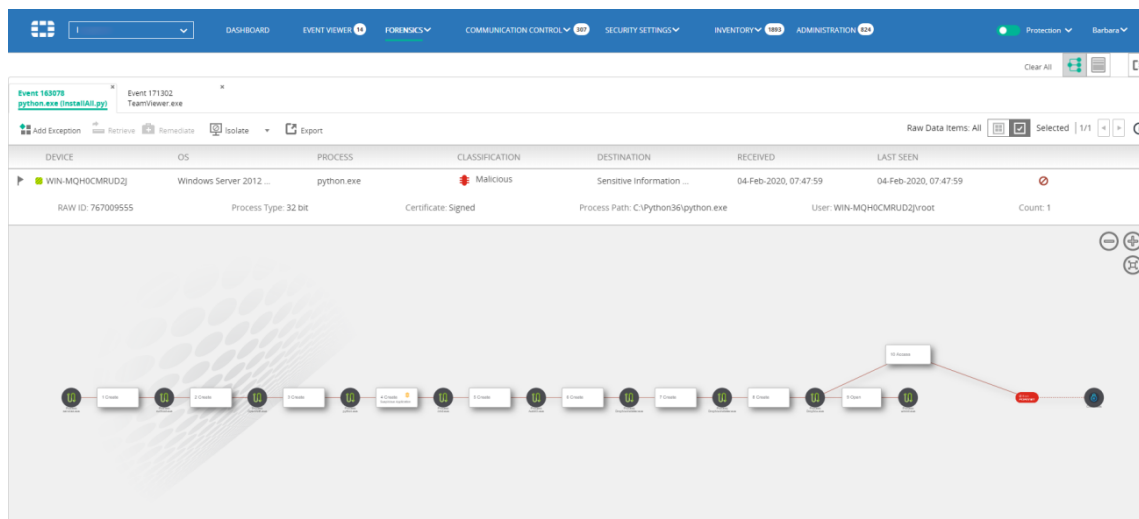 DASHBOARD
EVENT VIEWER 14
FORENSICS
COMMUNICATION CONTROL 307
SECURITY SETTINGS
INVENTORY 1893
ADMINISTRATION 824
Protection
Barbara
Clear All
Event 163078
python.exe (InstallAll.py)
Event 171302
TeamViewer.exe
Add Exception
Retrieve
Remediate
Isolate
Export
Raw Data Items: All
Selected
1/1
DEVICE OS PROCESS CLASSIFICATION DESTINATION RECEIVED LAST SEEN
WIN-MQH0CMRUD2J Windows Server 2012 ... python.exe Malicious Sensitive Information ... 04-Feb-2020, 07:47:59 04-Feb-2020, 07:47:59
RAW ID: 767009555 Process Type: 32 bit Certificate: Signed Process Path: C:\Python36\python.exe User: WIN-MQH0CMRUD2J\root Count: 1
10 Access
1 Create
2 Create
3 Create
4 Create
5 Create
6 Create
7 Create
8 Create
9 Open